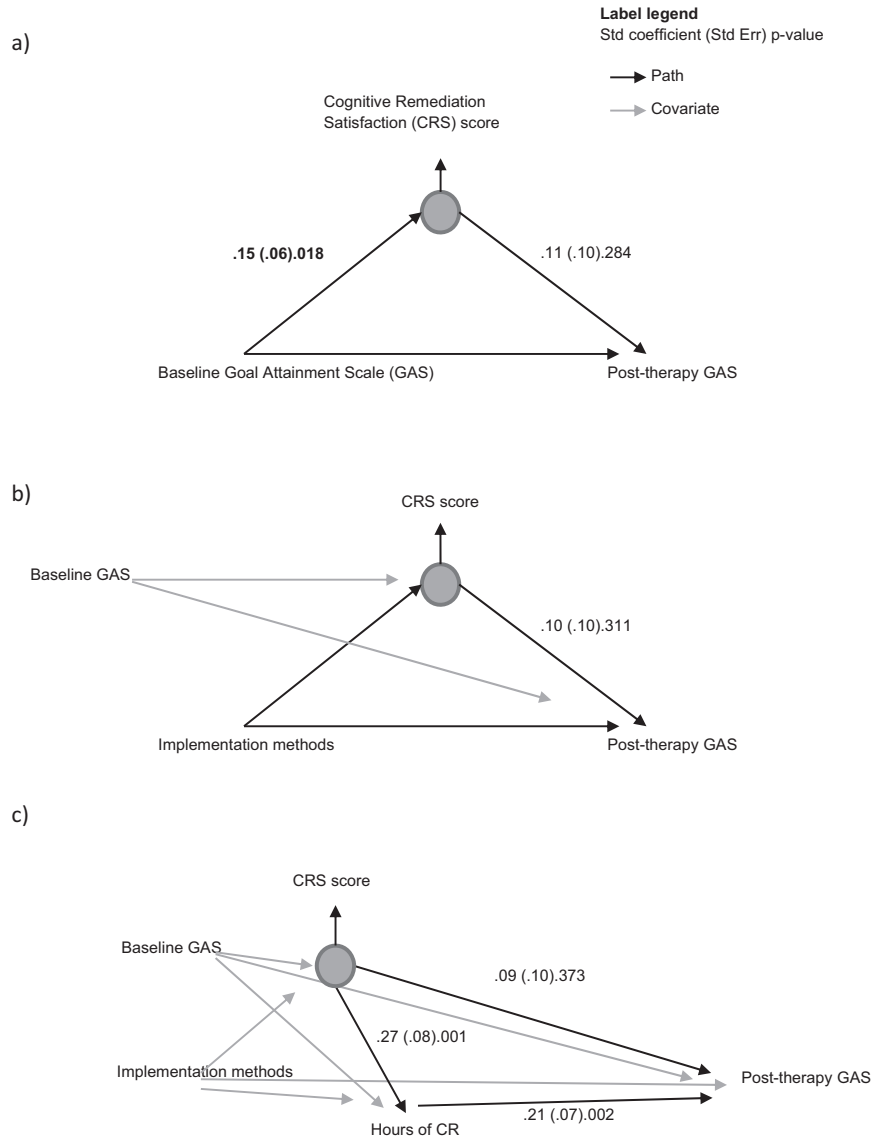 Label legend
Std coefficient (Std Err) p-value
a)
Path
Cognitive Remediation
Satisfaction (CRS) score
Covariate
.15 (.06).018
.11 (.10).284
Baseline Goal Attainment Scale (GAS)
Post-therapy GAS
b)
CRS score
Baseline GAS
.10 (.10).311
Implementation methods
Post-therapy GAS
c)
CRS score
Baseline GAS
.09 (.10).373
.27 (.08).001
Implementation methods
Post-therapy GAS
.21 (.07).002
Hours of CR